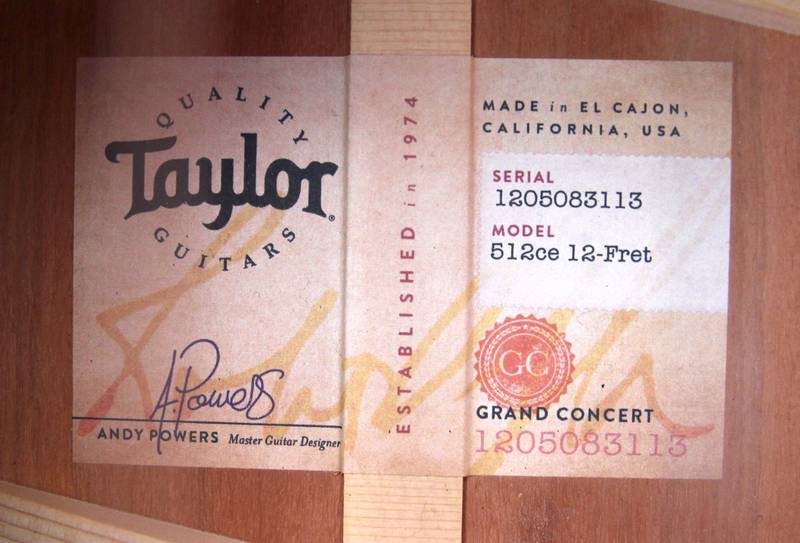 QUALITY
Taylor®
GUITARS
A. Powers
ANDY POWERS Master Guitar Designer
ESTABLISHED in 1974
MADE in EL CAJON,
CALIFORNIA, USA
SERIAL
1205083113
MODEL
512ce 12-Fret
GC
GRAND CONCERT
1205083113